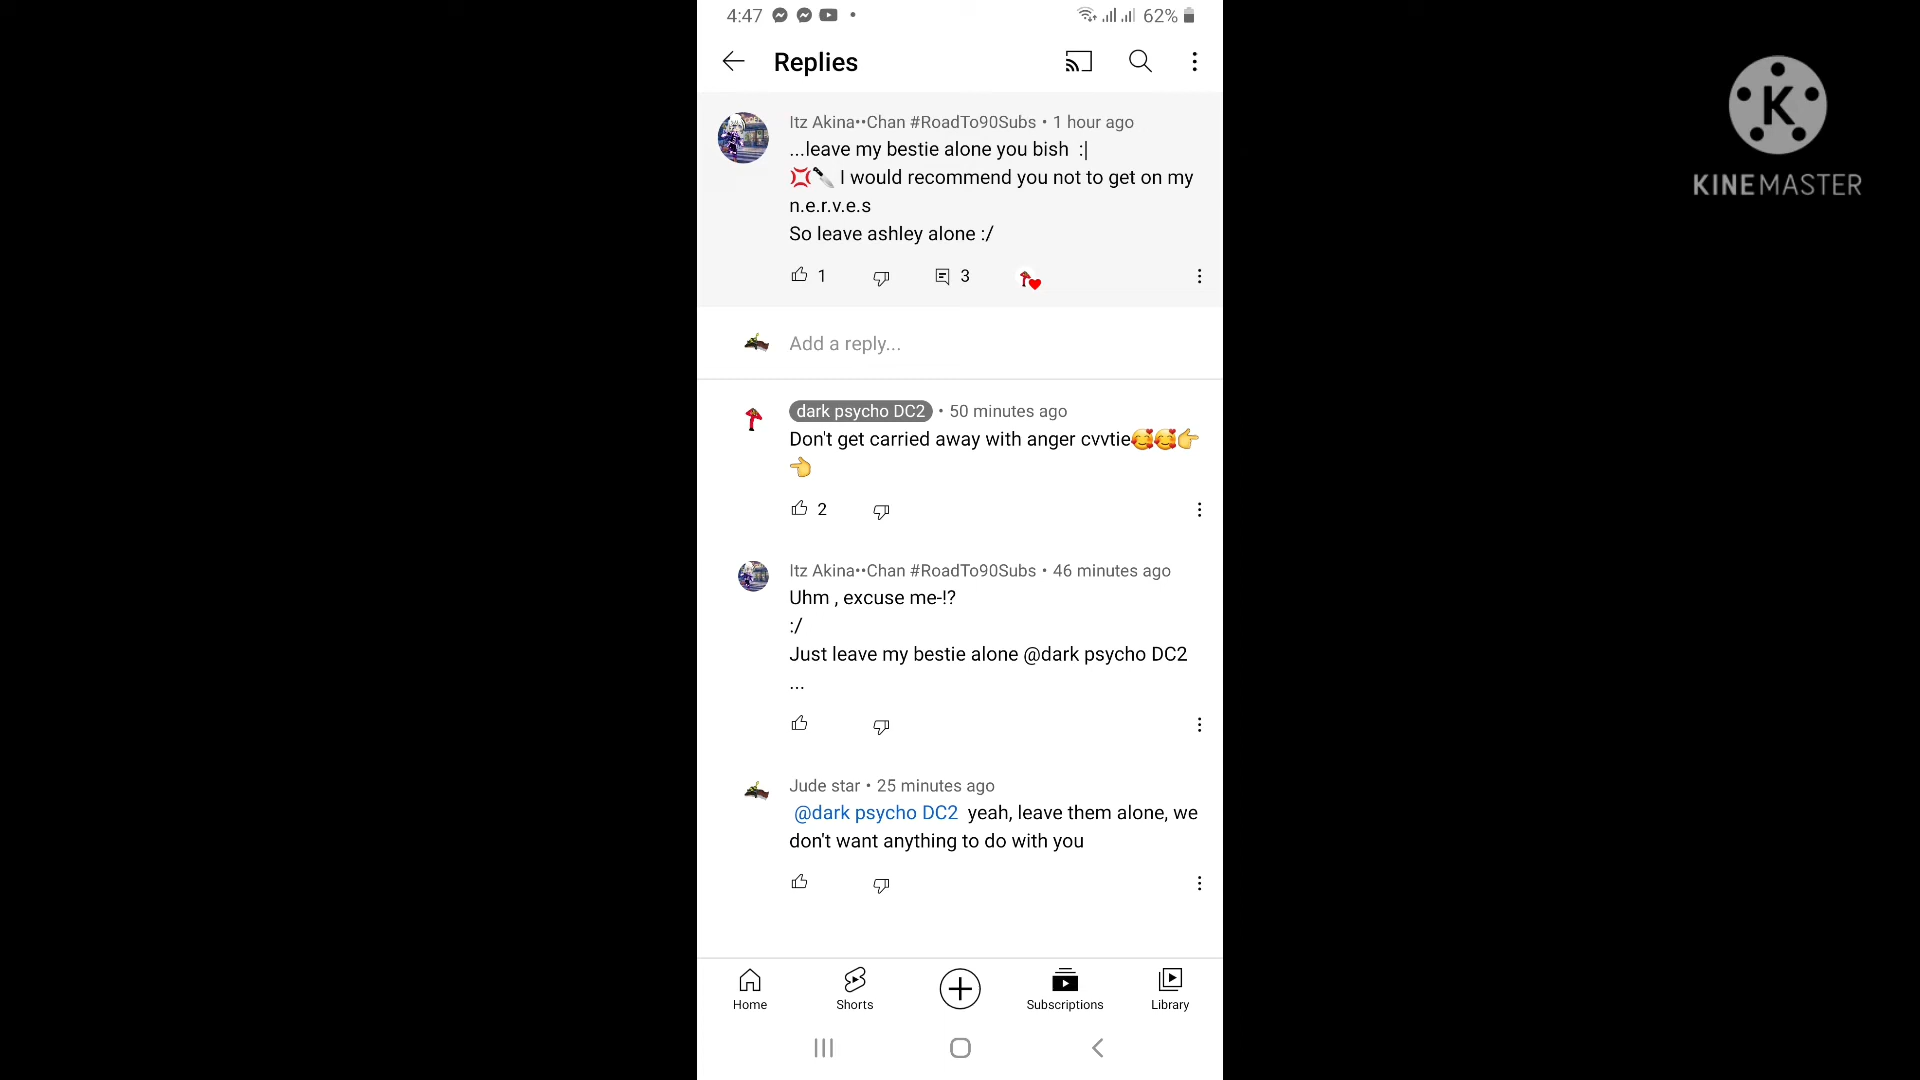 4:47
62%
Replies
Itz Akina••Chan #RoadTo90Subs • 1 hour ago
...leave my bestie alone you bish :|
💢🔪 I would recommend you not to get on my
n.e.r.v.e.s
So leave ashley alone :/
1
3
Add a reply...
dark psycho DC2 • 50 minutes ago
Don't get carried away with anger cvvtie🥰🥰👉
👈
2
Itz Akina••Chan #RoadTo90Subs • 46 minutes ago
Uhm , excuse me-!?
:/
Just leave my bestie alone @dark psycho DC2
...
Jude star • 25 minutes ago
@dark psycho DC2 yeah, leave them alone, we
don't want anything to do with you
Home
Shorts
Subscriptions
Library
K
KINEMASTER